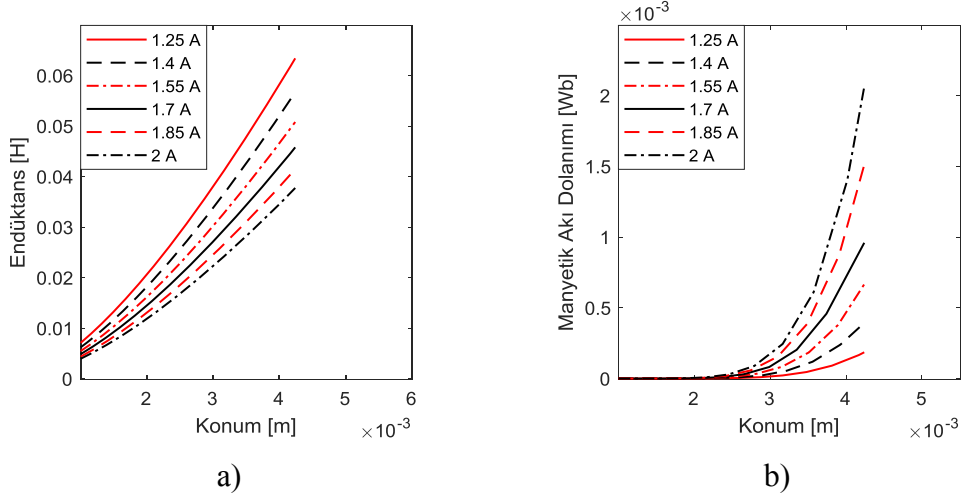 1.25 A
1.4 A
1.55 A
1.7 A
1.85 A
2 A
Endüktans [H]
0.06
0.05
0.04
0.03
0.02
0.01
0
2
3
4
5
6
Konum [m]
×10⁻³
a)
×10⁻³
1.25 A
1.4 A
1.55 A
1.7 A
1.85 A
2 A
Manyetik Akı Dolanımı [Wb]
2
1.5
1
0.5
0
2
3
4
5
Konum [m]
×10⁻³
b)